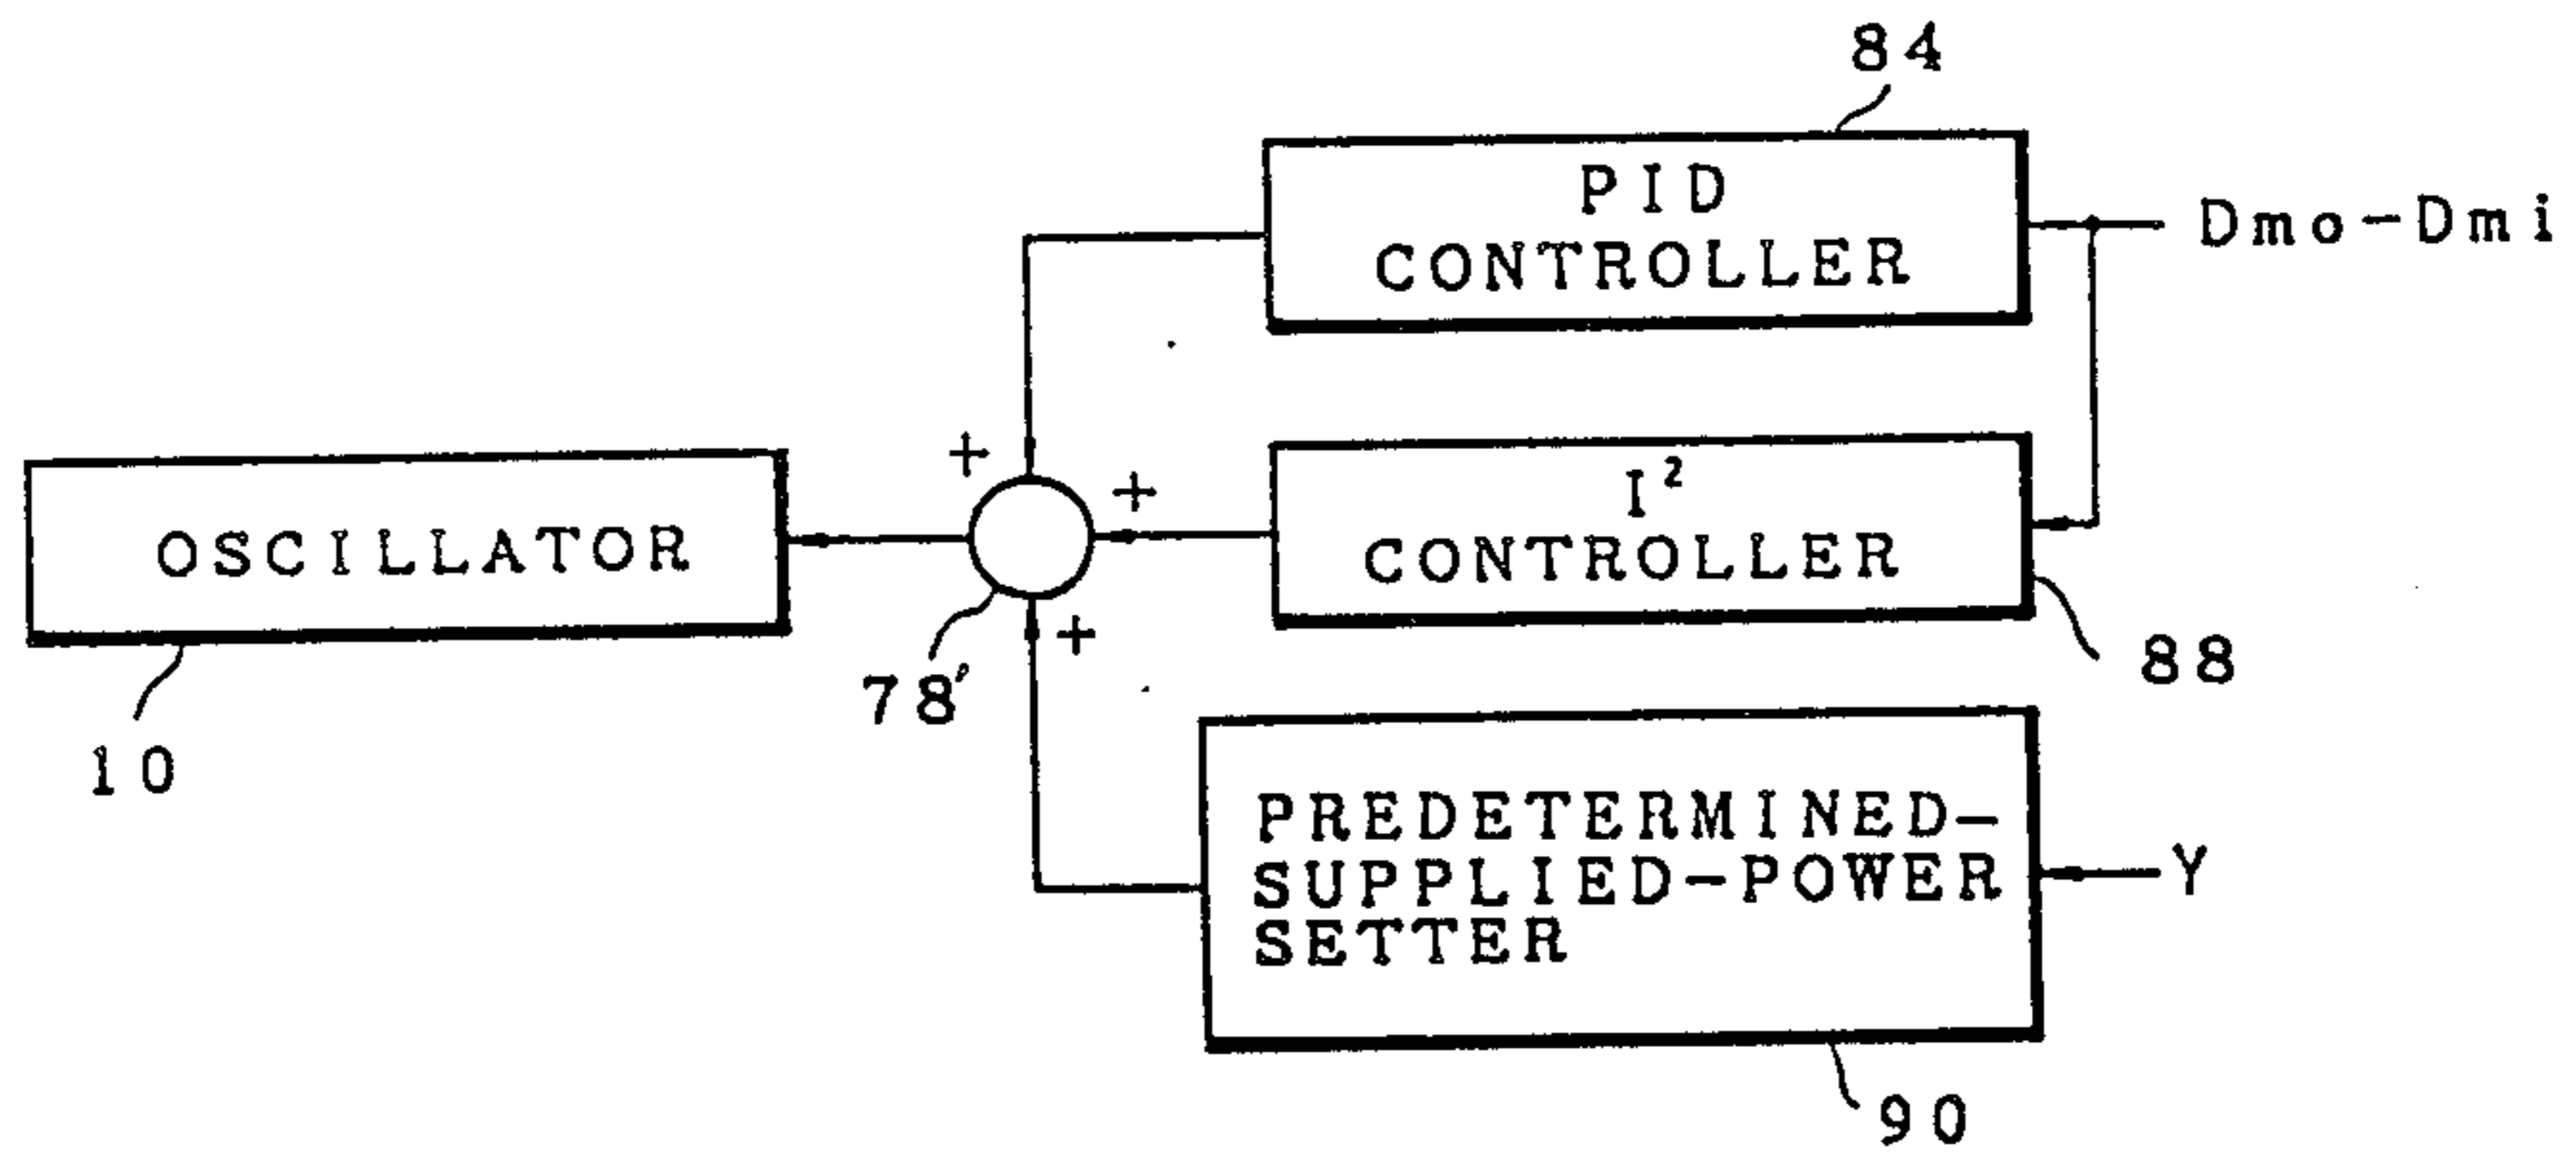 84
PID
CONTROLLER
Dmo-Dmi
+
+
I²
CONTROLLER
OSCILLATOR
+
78'
88
10
PREDETERMINED-
SUPPLIED-POWER
SETTER
Y
90